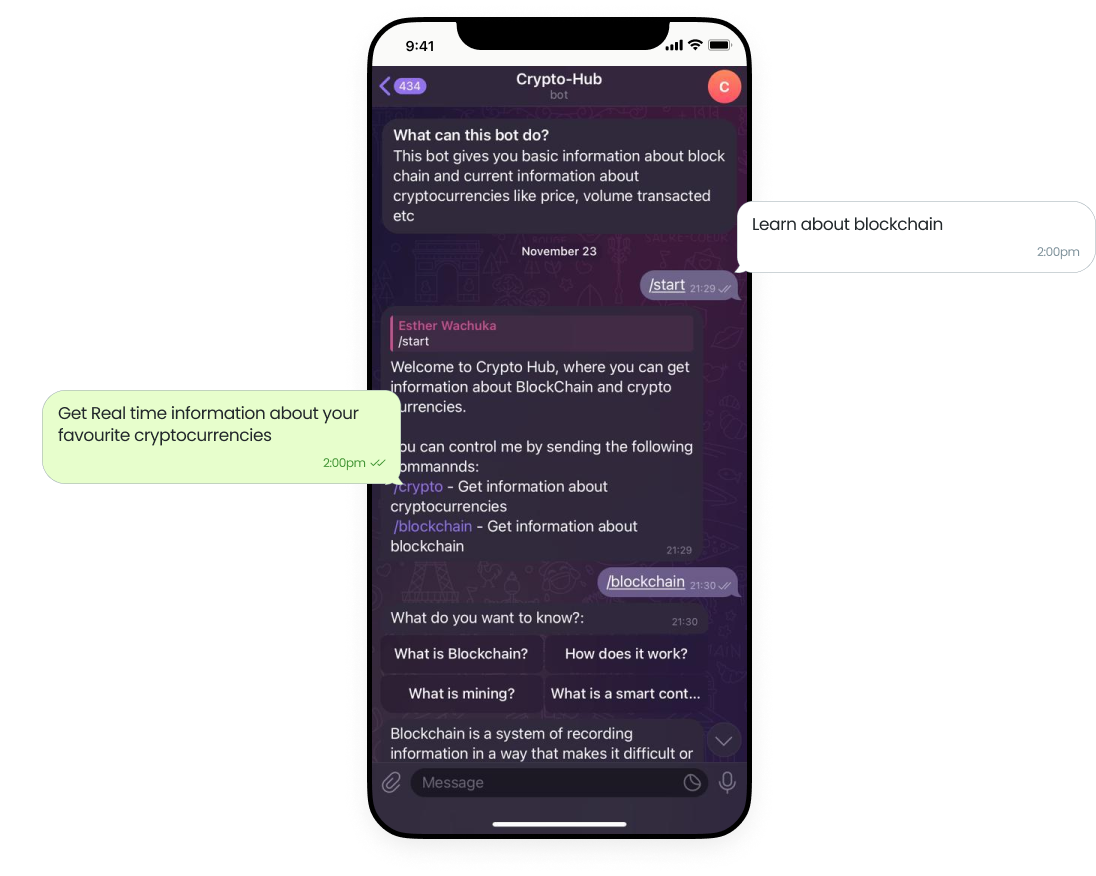 9:41
434
Crypto-Hub
bot
C
What can this bot do?
This bot gives you basic information about block
chain and current information about
cryptocurrencies like price, volume transacted
etc
Learn about blockchain
2:00pm
November 23
/start 21:29
Esther Wachuka
/start
Welcome to Crypto Hub, where you can get
information about BlockChain and crypto
urrencies.
Get Real time information about your
favourite cryptocurrencies
2:00pm
ou can control me by sending the following
ommannds:
/crypto - Get information about
cryptocurrencies
/blockchain - Get information about
blockchain
21:29
/blockchain 21:30
What do you want to know?:
21:30
What is Blockchain?
How does it work?
What is mining?
What is a smart cont...
Blockchain is a system of recording
information in a way that makes it difficult or
Message